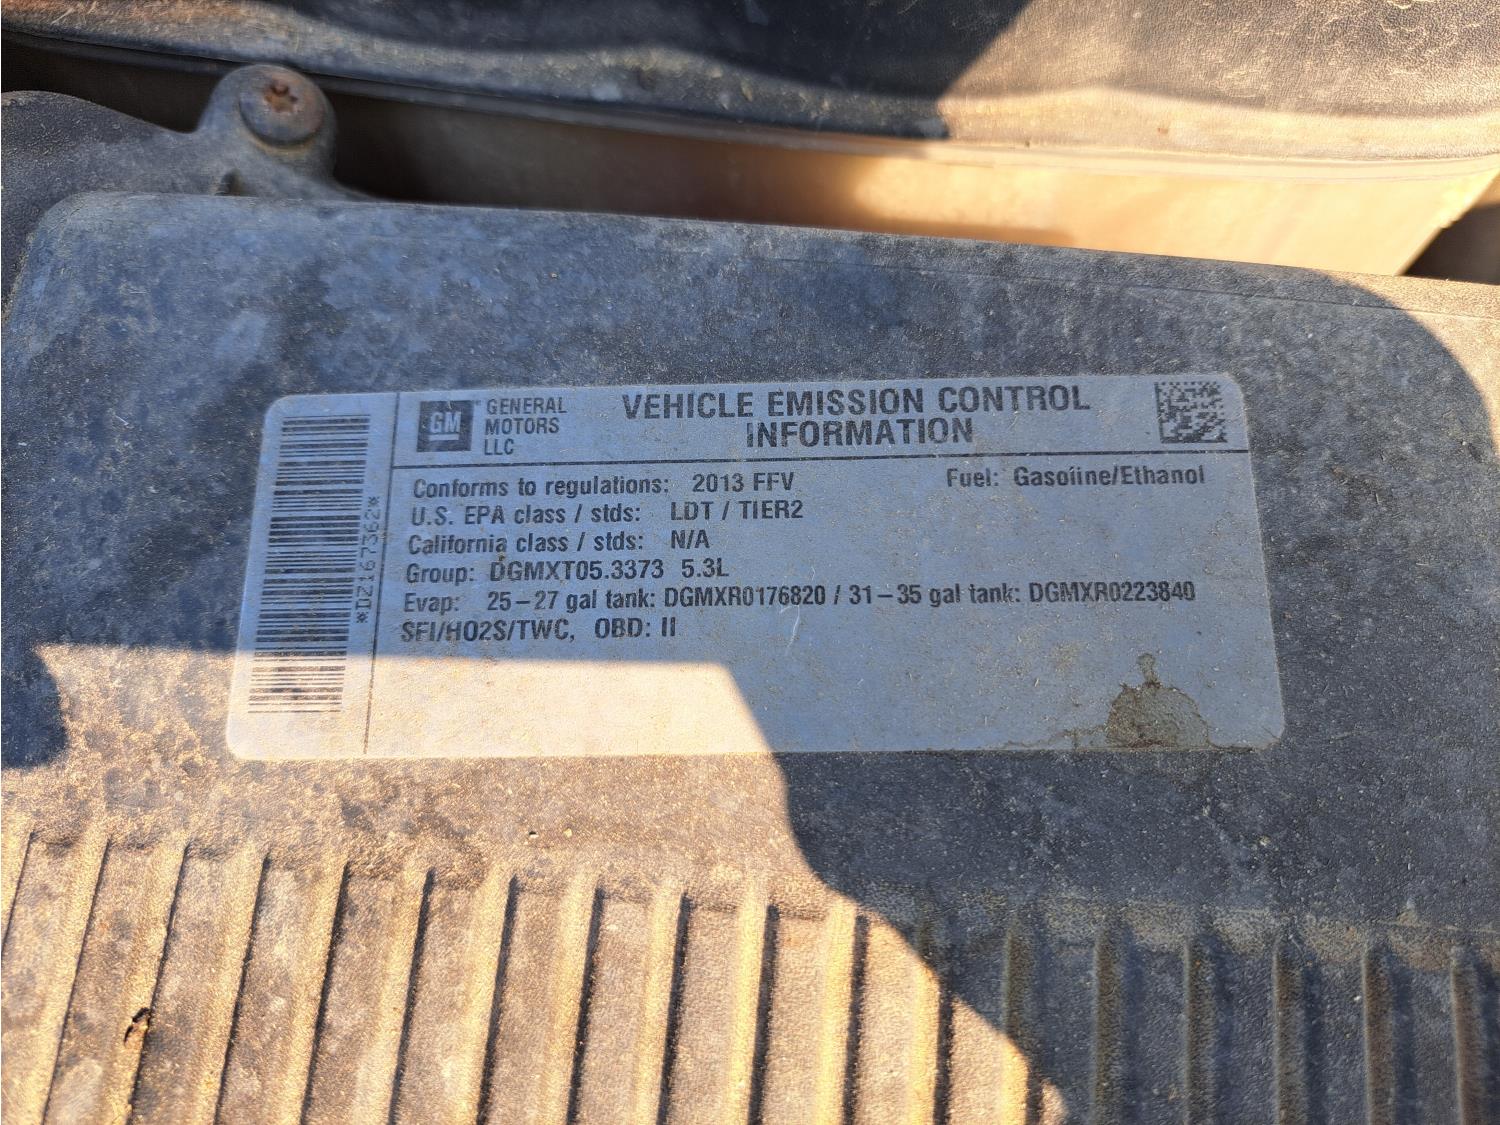 GM
GENERAL
MOTORS
LLC
VEHICLE EMISSION CONTROL
INFORMATION
Conforms to regulations: 2013 FFV Fuel: Gasoline/Ethanol
U.S. EPA class / stds: LDT / TIER2
California class / stds: N/A
Group: DGMXT05.3373 5.3L
Evap: 25-27 gal tank: DGMXR0176820 / 31-35 gal tank: DGMXR0223840
SFI/HO2S/TWC, OBD: II
*DZ167362*